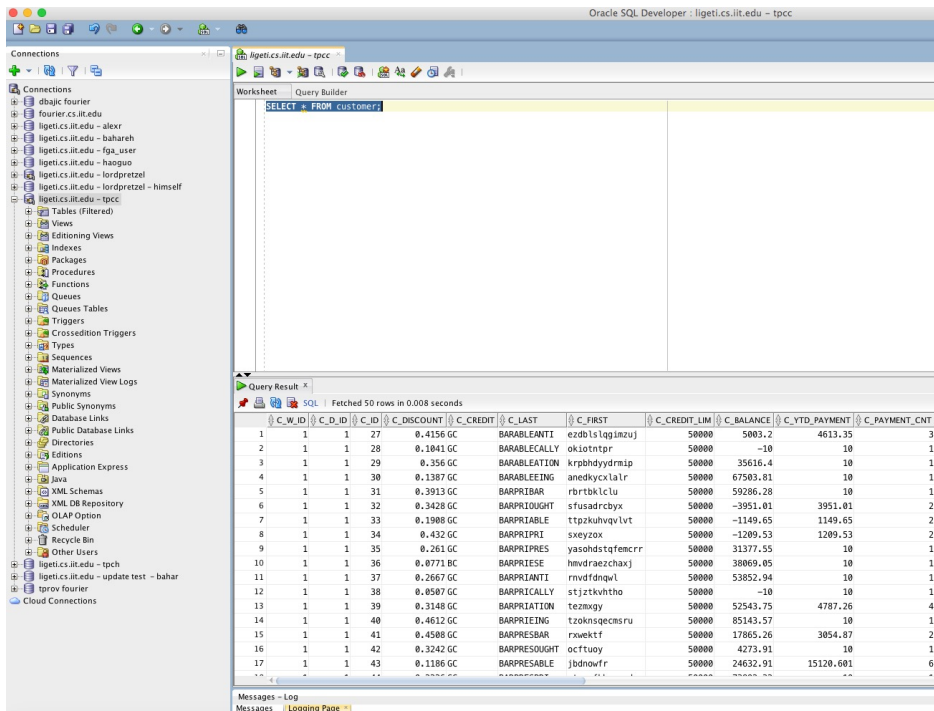 Oracle SQL Developer : ligeti.cs.iit.edu – tpcc
Connections
Connections
dbajic fourier
fourier.cs.iit.edu
ligeti.cs.iit.edu – alexr
ligeti.cs.iit.edu – bahareh
ligeti.cs.iit.edu – fga_user
ligeti.cs.iit.edu – haoguo
ligeti.cs.iit.edu – lordpretzel
ligeti.cs.iit.edu – lordpretzel – himself
ligeti.cs.iit.edu – tpcc
Tables (Filtered)
Views
Editioning Views
Indexes
Packages
Procedures
Functions
Queues
Queues Tables
Triggers
Crossedition Triggers
Types
Sequences
Materialized Views
Materialized View Logs
Synonyms
Public Synonyms
Database Links
Public Database Links
Directories
Editions
Application Express
Java
XML Schemas
XML DB Repository
OLAP Option
Scheduler
Recycle Bin
Other Users
ligeti.cs.iit.edu – tpch
ligeti.cs.iit.edu – update test – bahar
tprov fourier
Cloud Connections
ligeti.cs.iit.edu – tpcc
Worksheet Query Builder
SELECT * FROM customer;
Query Result
SQL | Fetched 50 rows in 0.008 seconds
C_W_ID C_D_ID C_ID C_DISCOUNT C_CREDIT C_LAST C_FIRST C_CREDIT_LIM C_BALANCE C_YTD_PAYMENT C_PAYMENT_CNT
1 1 1 27 0.4156 GC BARABLEANTI ezdblslqgimzuj 50000 5003.2 4613.35 3
2 1 1 28 0.1041 GC BARABLECALLY okiotntpr 50000 -10 10 1
3 1 1 29 0.356 GC BARABLEATION krpbhdyydrmip 50000 35616.4 10 1
4 1 1 30 0.1387 GC BARABLEEING anedkycxlalr 50000 67503.81 10 1
5 1 1 31 0.3913 GC BARPRIBAR rbrtbklclu 50000 59286.28 10 1
6 1 1 32 0.3428 GC BARPRIOUGHT sfusadrcbyx 50000 -3951.01 3951.01 2
7 1 1 33 0.1908 GC BARPRIABLE ttpzkuhvqvlvt 50000 -1149.65 1149.65 2
8 1 1 34 0.432 GC BARPRIPRI sxeyzox 50000 -1209.53 1209.53 2
9 1 1 35 0.261 GC BARPRIPRES yasohdstqfemcrr 50000 31377.55 10 1
10 1 1 36 0.0771 BC BARPRIESE hmvdraezchaxj 50000 38069.05 10 1
11 1 1 37 0.2667 GC BARPRIANTI rnvdfdnqwl 50000 53852.94 10 1
12 1 1 38 0.0507 GC BARPRICALLY stjztkvhtho 50000 -10 10 1
13 1 1 39 0.3148 GC BARPRIATION tezmxgy 50000 52543.75 4787.26 4
14 1 1 40 0.4612 GC BARPRIEING tzoknsqecmsru 50000 85143.57 10 1
15 1 1 41 0.4508 GC BARPRESBAR rxwektf 50000 17865.26 3054.87 2
16 1 1 42 0.3242 GC BARPRESOUGHT ocftuoy 50000 4273.91 10 1
17 1 1 43 0.1186 GC BARPRESABLE jbdnowfr 50000 24632.91 15120.601 6
Messages – Log
Messages Logging Page